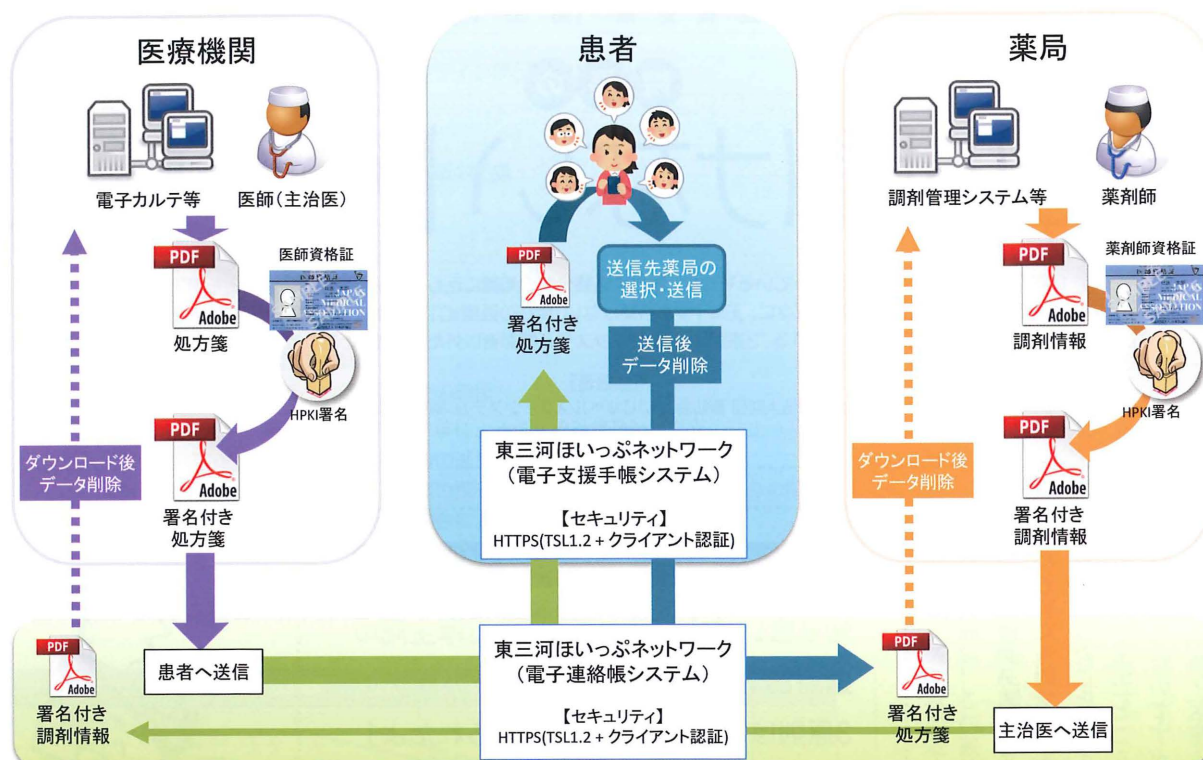 医療機関
電子カルテ等
医師（主治医）
PDF
Adobe
処方箋
医師資格証
HPKI署名
PDF
Adobe
署名付き
処方箋
ダウンロード後
データ削除
患者
PDF
Adobe
署名付き
処方箋
送信先薬局の
選択・送信
送信後
データ削除
東三河ほいっぷネットワーク
（電子支援手帳システム）
【セキュリティ】
HTTPS(TSL1.2 + クライアント認証)
薬局
調剤管理システム等
薬剤師
PDF
Adobe
調剤情報
薬剤師資格証
HPKI署名
PDF
Adobe
署名付き
調剤情報
ダウンロード後
データ削除
PDF
Adobe
署名付き
調剤情報
患者へ送信
東三河ほいっぷネットワーク
（電子連絡帳システム）
【セキュリティ】
HTTPS(TSL1.2 + クライアント認証)
PDF
Adobe
署名付き
処方箋
主治医へ送信